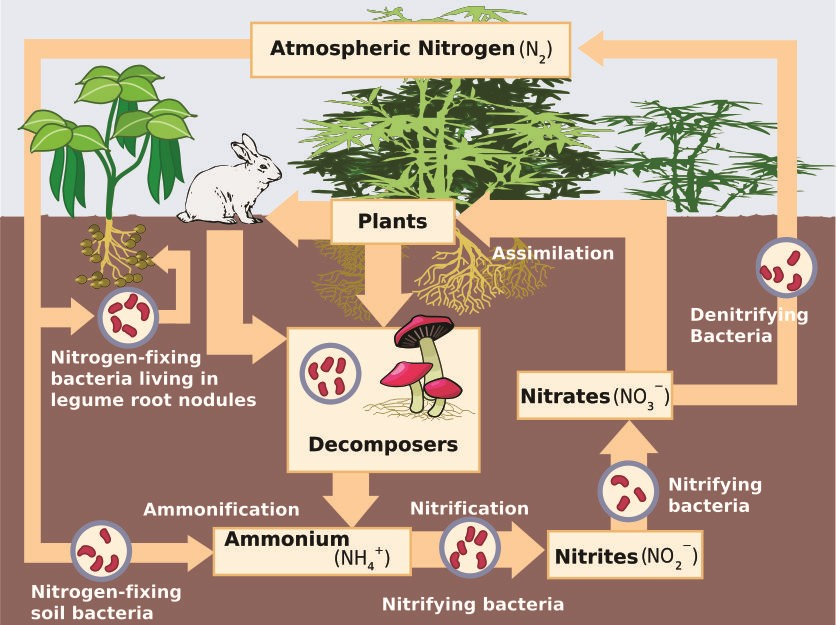 Atmospheric Nitrogen (N₂)
Plants
Assimilation
Denitrifying
Bacteria
Nitrogen-fixing
bacteria living in
legume root nodules
Nitrates (NO₃⁻)
Decomposers
Nitrifying
bacteria
Ammonification
Nitrification
Ammonium
(NH₄⁺)
Nitrites (NO₂⁻)
Nitrogen-fixing
soil bacteria
Nitrifying bacteria